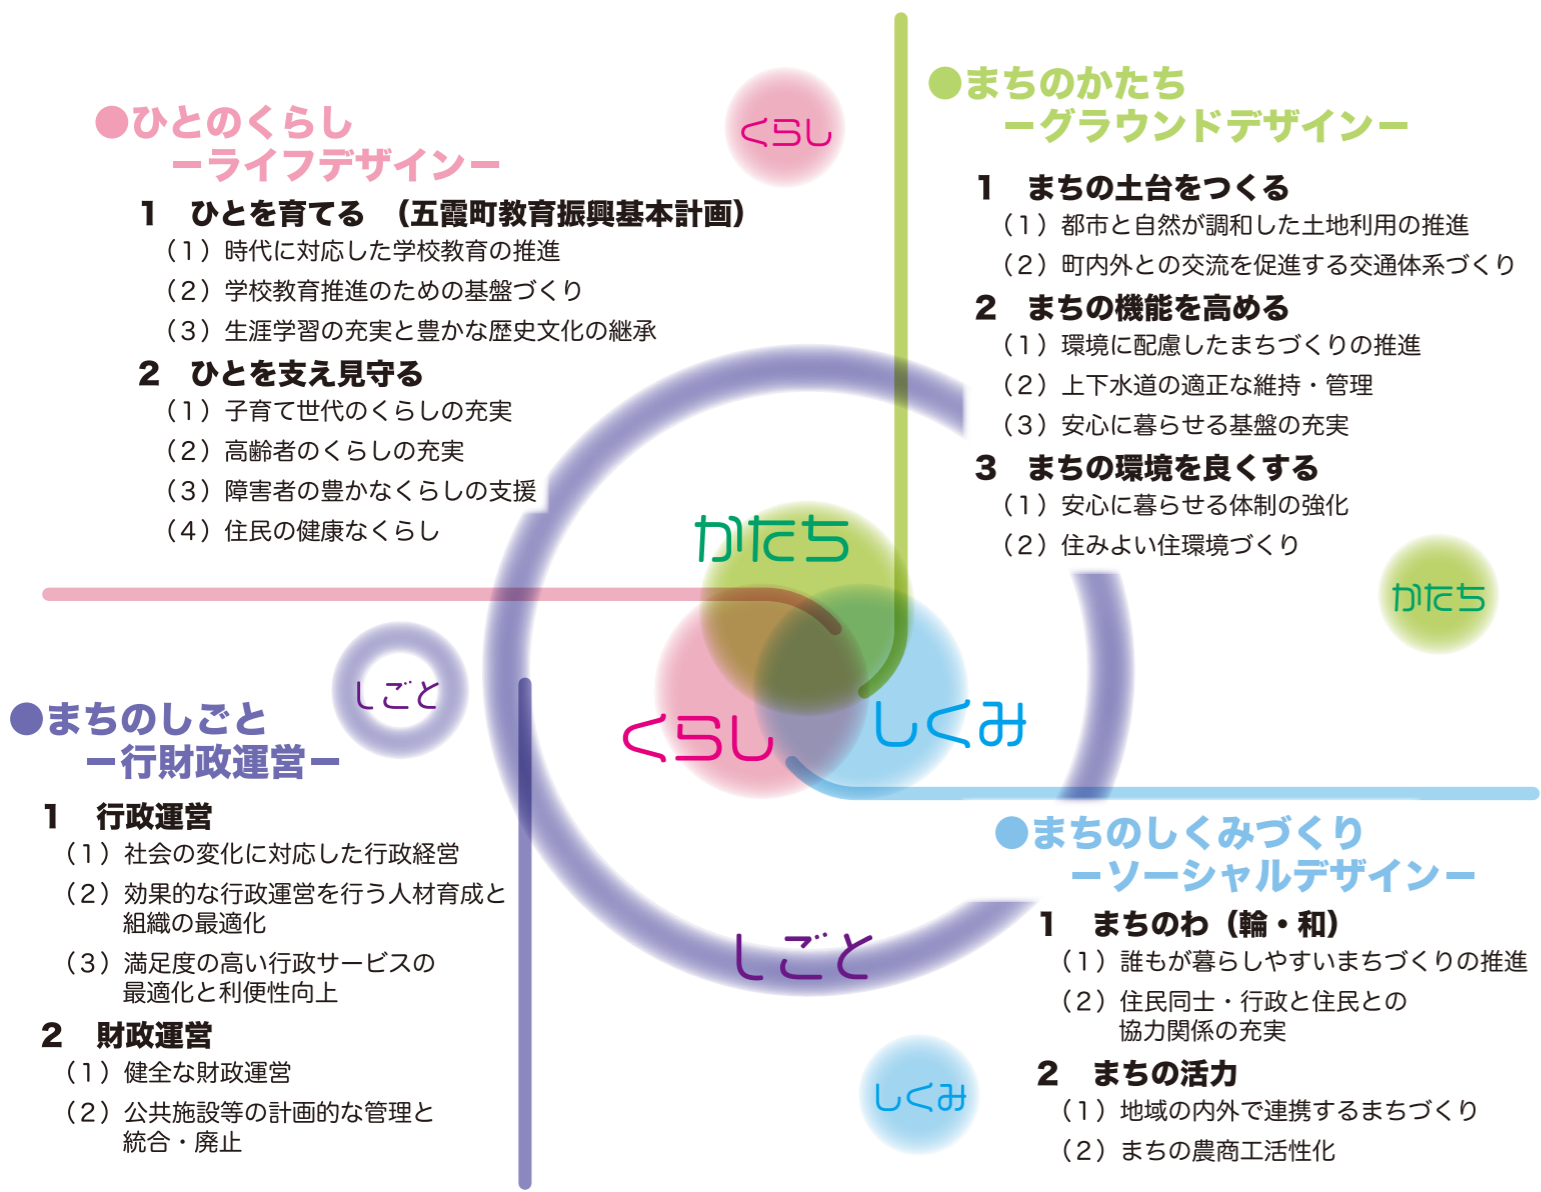 ●ひとのくらし
－ライフデザイン－
1 ひとを育てる （五霞町教育振興基本計画）
（1）時代に対応した学校教育の推進
（2）学校教育推進のための基盤づくり
（3）生涯学習の充実と豊かな歴史文化の継承
2 ひとを支え見守る
（1）子育て世代のくらしの充実
（2）高齢者のくらしの充実
（3）障害者の豊かなくらしの支援
（4）住民の健康なくらし
くらし
●まちのかたち
－グラウンドデザイン－
1 まちの土台をつくる
（1）都市と自然が調和した土地利用の推進
（2）町内外との交流を促進する交通体系づくり
2 まちの機能を高める
（1）環境に配慮したまちづくりの推進
（2）上下水道の適正な維持・管理
（3）安心に暮らせる基盤の充実
3 まちの環境を良くする
（1）安心に暮らせる体制の強化
（2）住みよい住環境づくり
かたち
かたち
くらし
しくみ
しごと
しごと
●まちのしごと
－行財政運営－
1 行政運営
（1）社会の変化に対応した行政経営
（2）効果的な行政運営を行う人材育成と
組織の最適化
（3）満足度の高い行政サービスの
最適化と利便性向上
2 財政運営
（1）健全な財政運営
（2）公共施設等の計画的な管理と
統合・廃止
●まちのしくみづくり
－ソーシャルデザイン－
1 まちのわ（輪・和）
（1）誰もが暮らしやすいまちづくりの推進
（2）住民同士・行政と住民との
協力関係の充実
2 まちの活力
（1）地域の内外で連携するまちづくり
（2）まちの農商工活性化
しくみ